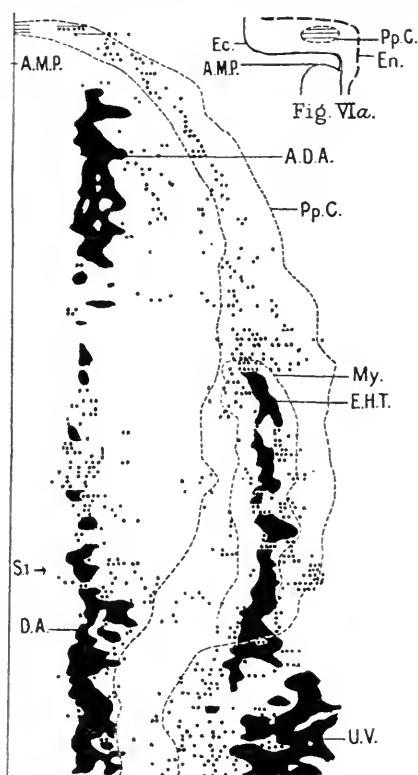 Ec.
Pp.C.
A.M.P.
En.
Fig. VIa.
A.M.P.
A.D.A.
Pp.C.
My.
E.H.T.
S.1 →
D.A.
U.V.